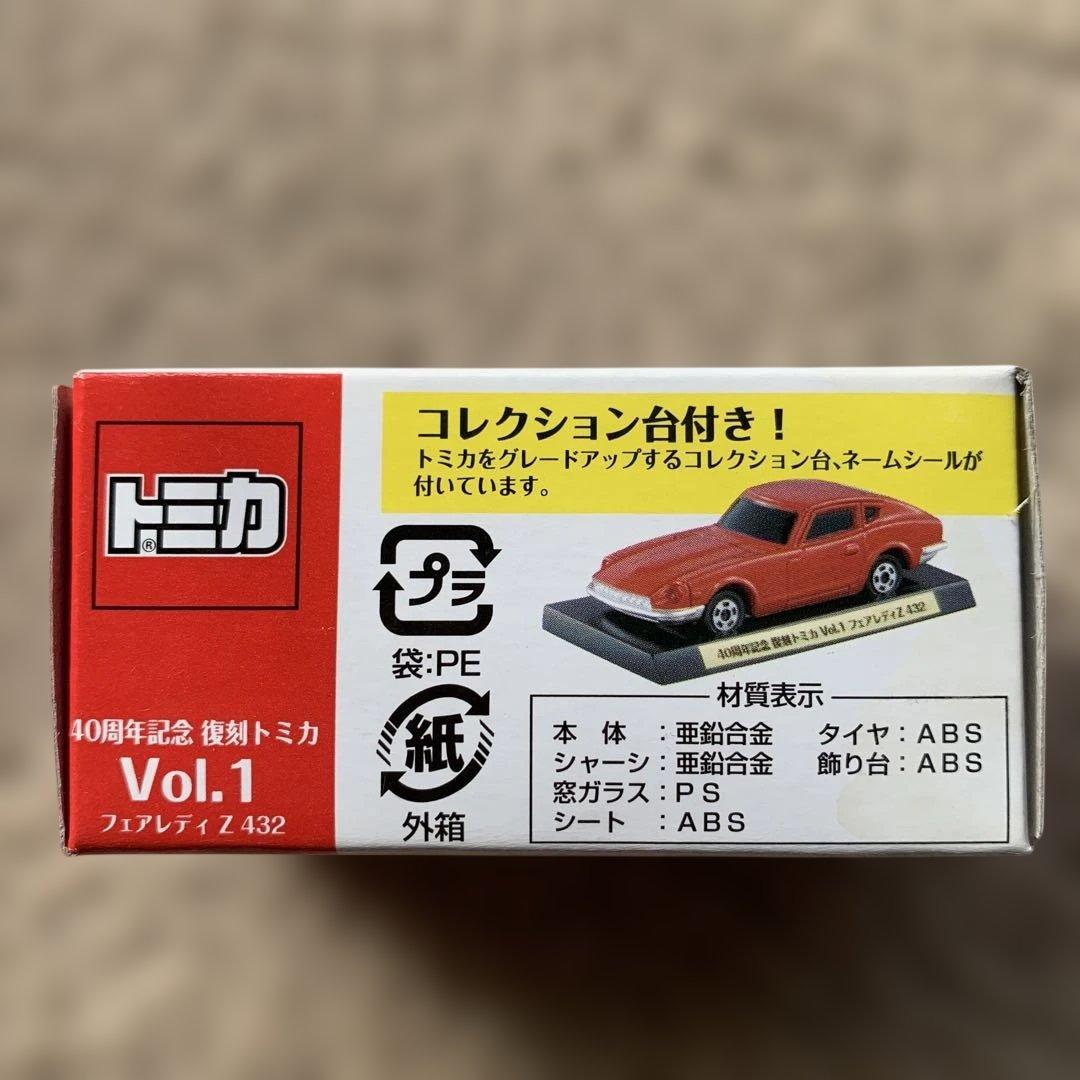 トミカ®
40周年記念 復刻トミカ
Vol.1
フェアレディ Z 432
コレクション台付き！
トミカをグレードアップするコレクション台、ネームシールが
付いています。
プラ
袋:PE
紙
外箱
40周年記念 復刻トミカ Vol.1 フェアレディZ 432
材質表示
本　体　：亜鉛合金　タイヤ：ＡＢＳ
シャーシ：亜鉛合金　飾り台：ＡＢＳ
窓ガラス：ＰＳ
シート　：ＡＢＳ